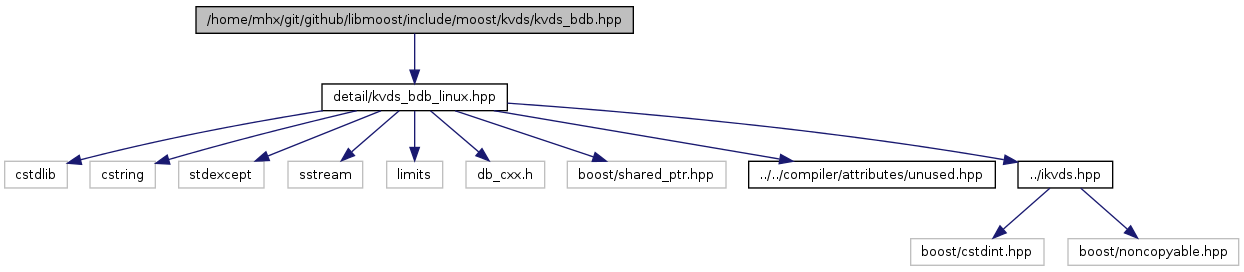 /home/mhx/git/github/libmoost/include/moost/kvds/kvds_bdb.hpp
detail/kvds_bdb_linux.hpp
cstdlib
cstring
stdexcept
sstream
limits
db_cxx.h
boost/shared_ptr.hpp
../../compiler/attributes/unused.hpp
../ikvds.hpp
boost/cstdint.hpp
boost/noncopyable.hpp